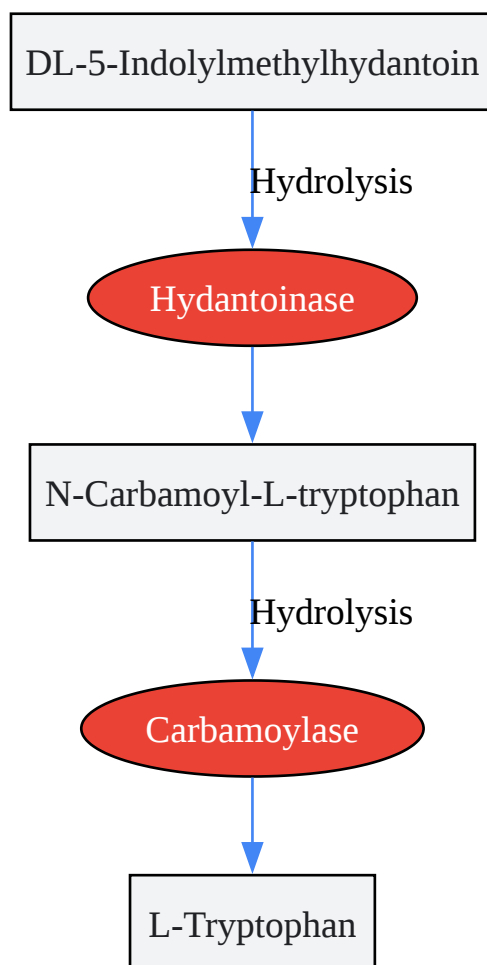 DL-5-Indolylmethylhydantoin
Hydrolysis
Hydantoinase
N-Carbamoyl-L-tryptophan
Hydrolysis
Carbamoylase
L-Tryptophan